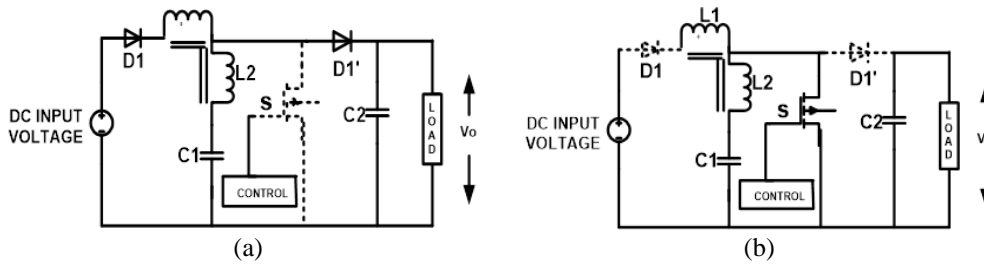 D1
L2
D1'
S
DC INPUT
VOLTAGE
C1
C2
LOAD
Vo
CONTROL
(a)
L1
D1
L2
D1'
S
DC INPUT
VOLTAGE
C1
C2
LOAD
V
CONTROL
(b)